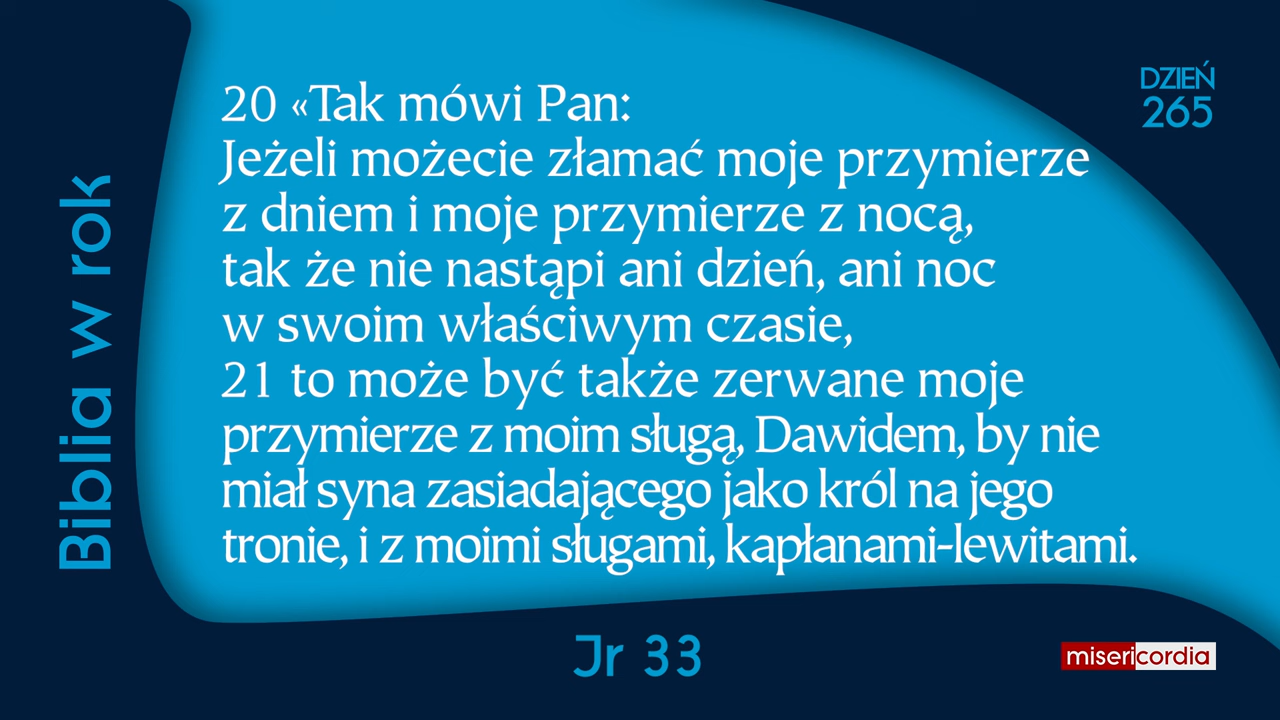 Biblia w rok
DZIEŃ
265
20 «Tak mówi Pan:
Jeżeli możecie złamać moje przymierze
z dniem i moje przymierze z nocą,
tak że nie nastąpi ani dzień, ani noc
w swoim właściwym czasie,
21 to może być także zerwane moje
przymierze z moim sługą, Dawidem, by nie
miał syna zasiadającego jako król na jego
tronie, i z moimi sługami, kapłanami-lewitami.
Jr 33
misericordia